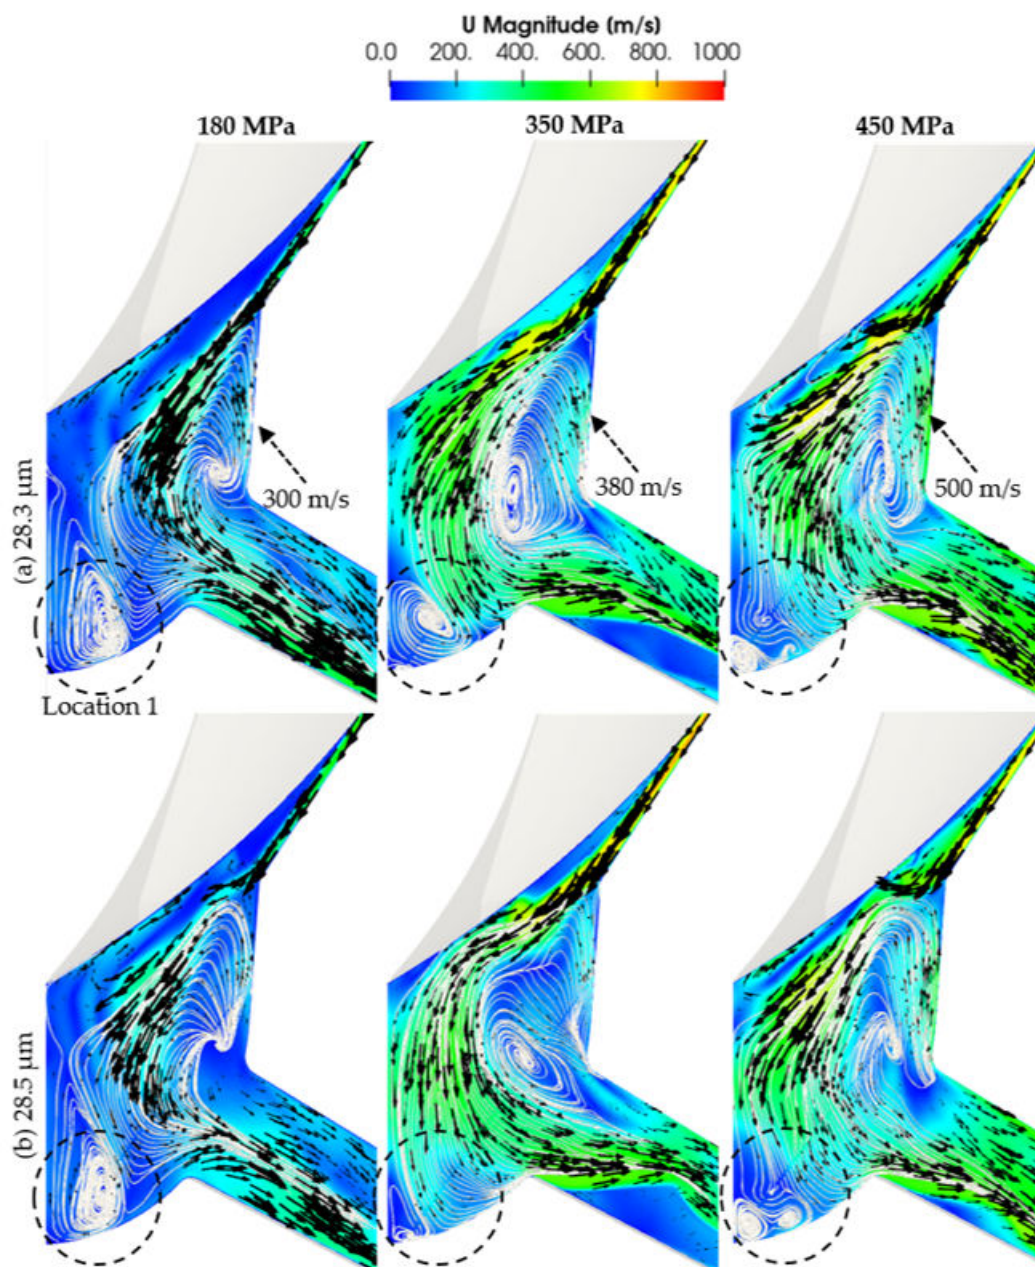 U Magnitude (m/s)
0.0 200. 400. 600. 800. 1000
180 MPa 350 MPa 450 MPa
(a) 28.3 µm
300 m/s 380 m/s 500 m/s
Location 1
(b) 28.5 µm